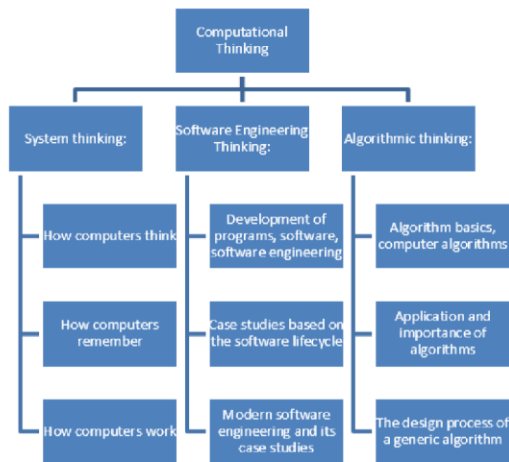 Computational
Thinking
System thinking:
Software Engineering
Thinking:
Algorithmic thinking:
How computers think
Development of
programs, software,
software engineering
Algorithm basics,
computer algorithms
How computers
remember
Case studies based on
the software lifecycle
Application and
importance of
algorithms
How computers work
Modern software
engineering and its
case studies
The design process of
a generic algorithm